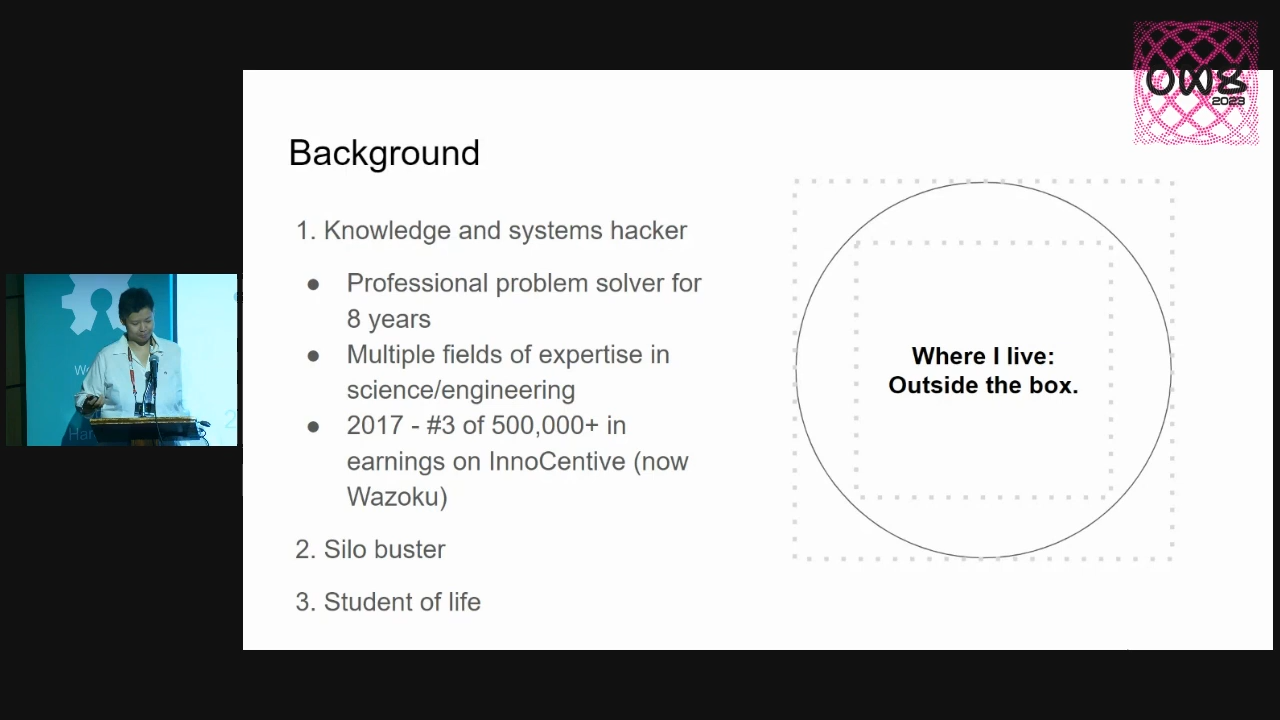 OW8
2023
Background
1. Knowledge and systems hacker
● Professional problem solver for
8 years
● Multiple fields of expertise in
science/engineering
● 2017 - #3 of 500,000+ in
earnings on InnoCentive (now
Wazoku)
2. Silo buster
3. Student of life
Where I live:
Outside the box.